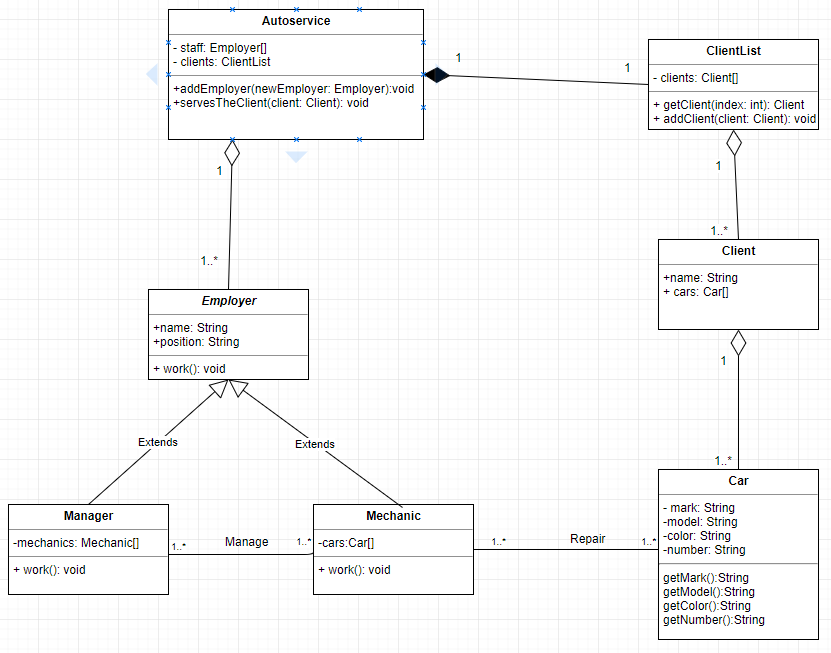 Autoservice
- staff: Employer[]
- clients: ClientList
+addEmployer(newEmployer: Employer):void
+servesTheClient(client: Client): void
1
1
ClientList
- clients: Client[]
+ getClient(index: int): Client
+ addClient(client: Client): void
1
1..*
1
1..*
Client
+name: String
+ cars: Car[]
1
1..*
Employer
+name: String
+position: String
+ work(): void
Extends
Extends
Manager
-mechanics: Mechanic[]
+ work(): void
1..*
Manage
1..*
Mechanic
-cars:Car[]
+ work(): void
1..*
Repair
1..*
Car
- mark: String
-model: String
-color: String
-number: String
getMark():String
getModel():String
getColor():String
getNumber():String